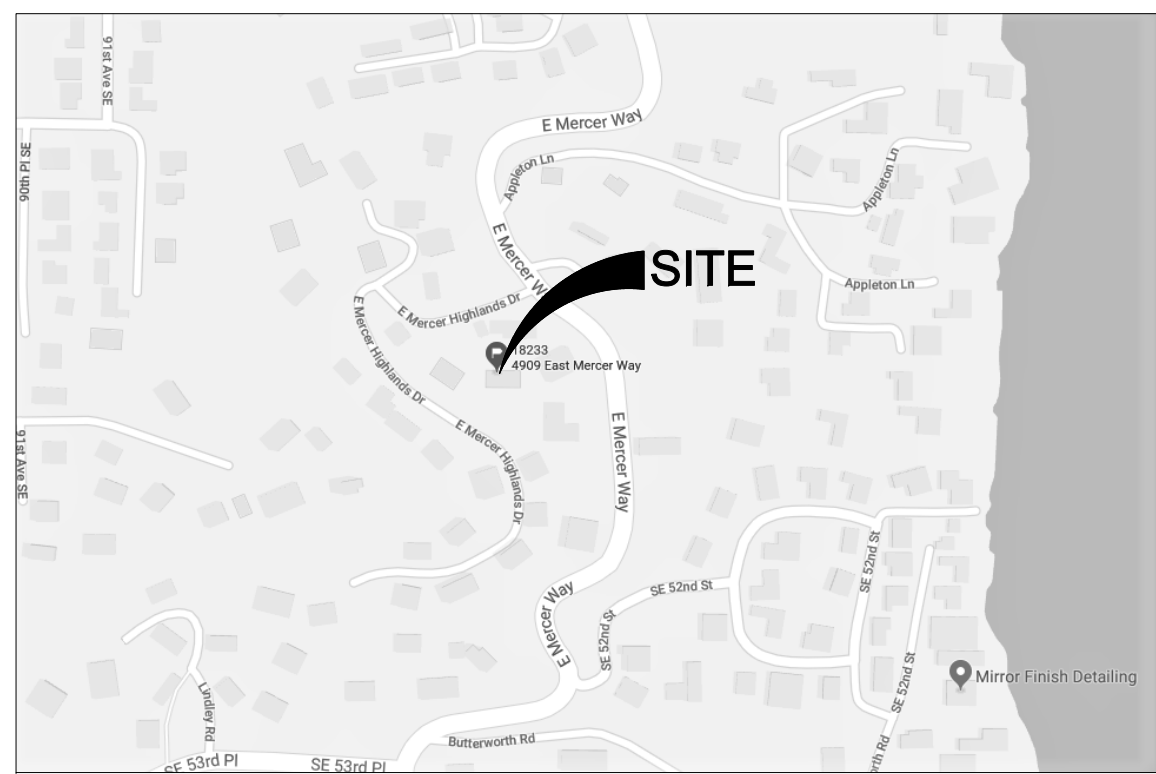 91st Ave SE
E Mercer Way
90th Pl SE
Appleton Ln
Appleton Ln
E Mercer W
SITE
Appleton Ln
E Mercer Highlands Dr
E Mercer Highlands Dr
18233
4909 East Mercer Way
E Mercer Highlands Dr
E Mercer Way
91st Ave SE
SE 52nd St
SE 52nd St
E Mercer Way
SE 52nd St
SE 52nd St
Mirror Finish Detailing
Lindley Rd
Butterworth Rd
orth Rd
SE 53rd Pl
SE 53rd Pl